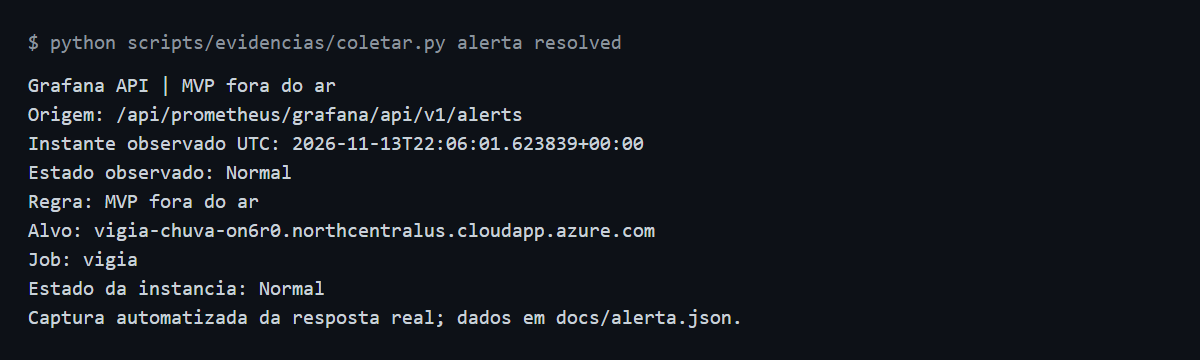 $ python scripts/evidencias/coletar.py alerta resolved
Grafana API | MVP fora do ar
Origem: /api/prometheus/grafana/api/v1/alerts
Instante observado UTC: 2026-11-13T22:06:01.623839+00:00
Estado observado: Normal
Regra: MVP fora do ar
Alvo: vigia-chuva-on6r0.northcentralus.cloudapp.azure.com
Job: vigia
Estado da instancia: Normal
Captura automatizada da resposta real; dados em docs/alerta.json.